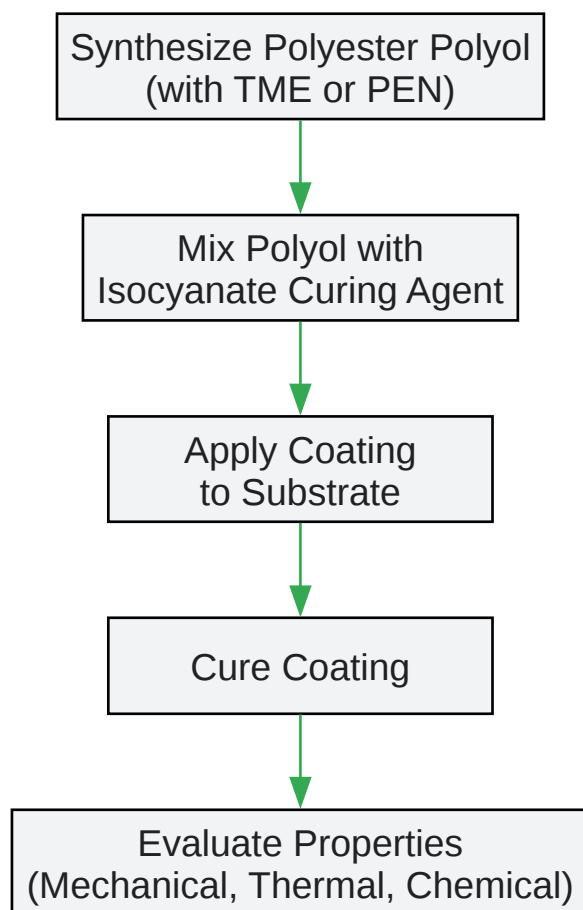 Synthesize Polyester Polyol
(with TME or PEN)
Mix Polyol with
Isocyanate Curing Agent
Apply Coating
to Substrate
Cure Coating
Evaluate Properties
(Mechanical, Thermal, Chemical)